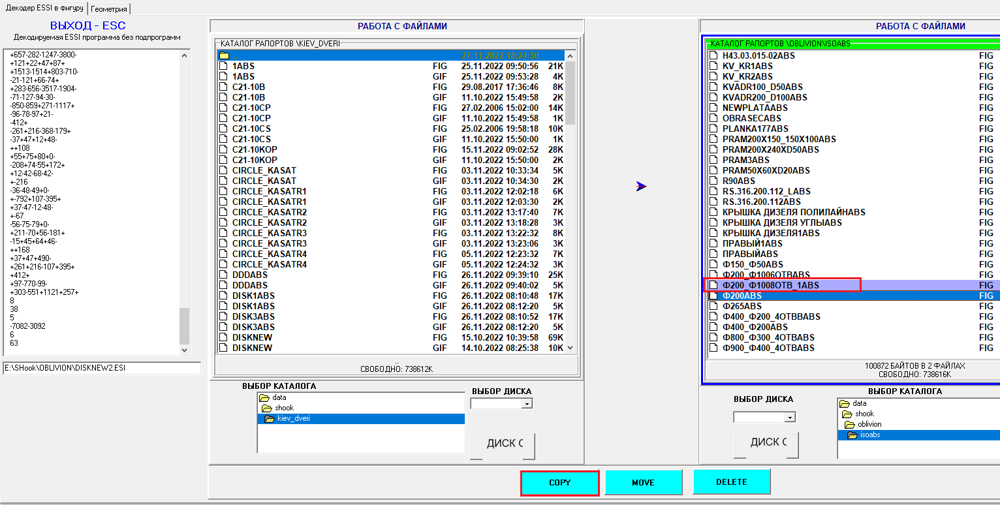 Декодер ESSI в фигуру Геометрия
ВЫХОД - ESC
Декодируемая ESSI программа без подпрограмм
+657-282-1247-3800-
+121+22+47+87+
+1513-1514+803-710-
-21-121+66-74+
+283-656-3517-1904-
-71-127-94-30-
-850-859+271-1117+
-96-78-97+21-
-412+
-261+216-368-179+
-37+47+12+48-
++108
+55+75+80+0-
-208+74-55+172+
+12-42-68-42-
+-216
-36-48-49+0-
+-792+107-395+
+37-47-12-48-
+-67
-56-75-79+0-
+211-70+56-181+
-15+45+64+46-
++168
+37+47+490-
+261+216-107+395+
+412+
+97-770-99-
+303-551+1121+257+
8
38
5
-7082-3092
6
63
E:\SHook\OBLIVION\DISKNEW2.ESI
РАБОТА С ФАЙЛАМИ
КАТАЛОГ РАПОРТОВ \KIEV_DVERI
.. 27.11.2022 18:24:30
1ABS FIG 25.11.2022 09:50:56 21K
1ABS GIF 25.11.2022 09:53:28 4K
C21-10B FIG 29.08.2017 17:36:46 8K
C21-10B GIF 11.10.2022 15:49:58 2K
C21-10CP FIG 27.02.2006 15:02:00 14K
C21-10CP GIF 11.10.2022 15:49:58 1K
C21-10CS FIG 25.02.2006 19:58:18 10K
C21-10CS GIF 11.10.2022 15:50:00 1K
C21-10KOP FIG 15.11.2022 09:02:52 28K
C21-10KOP GIF 11.10.2022 15:50:00 2K
CIRCLE_KASAT FIG 03.11.2022 10:33:34 5K
CIRCLE_KASAT GIF 03.11.2022 10:34:30 2K
CIRCLE_KASATR1 FIG 03.11.2022 12:02:18 6K
CIRCLE_KASATR1 GIF 03.11.2022 12:03:30 2K
CIRCLE_KASATR2 FIG 03.11.2022 13:17:40 7K
CIRCLE_KASATR2 GIF 03.11.2022 13:18:28 3K
CIRCLE_KASATR3 FIG 03.11.2022 13:22:32 8K
CIRCLE_KASATR3 GIF 03.11.2022 13:23:06 3K
CIRCLE_KASATR4 FIG 05.11.2022 12:23:32 7K
CIRCLE_KASATR4 GIF 05.11.2022 12:24:32 3K
DDDABS FIG 26.11.2022 09:39:10 25K
DDDABS GIF 26.11.2022 09:40:02 5K
DISK1ABS FIG 26.11.2022 08:10:48 17K
DISK1ABS GIF 26.11.2022 08:12:20 5K
DISK3ABS FIG 26.11.2022 08:10:52 17K
DISK3ABS GIF 26.11.2022 08:12:20 5K
DISKNEW FIG 15.10.2022 10:39:58 69K
DISKNEW GIF 14.10.2022 08:25:38 10K
СВОБОДНО: 738612K
ВЫБОР КАТАЛОГА
data
shook
kiev_dveri
ВЫБОР ДИСКА
ДИСК C
РАБОТА С ФАЙЛАМИ
КАТАЛОГ РАПОРТОВ \OBLIVION\ISOABS
H43.03.015-02ABS FIG
KV_KR1ABS FIG
KV_KR2ABS FIG
KVADR100_D50ABS FIG
KVADR200_D100ABS FIG
NEWPLATAABS FIG
OBRASECABS FIG
PLANKA177ABS FIG
PRAM200X150_150X100ABS FIG
PRAM200X240XD50ABS FIG
PRAM3ABS FIG
PRAM50X60XD20ABS FIG
R90ABS FIG
RS.316.200.112_LABS FIG
RS.316.200.112ABS FIG
КРЫШКА ДИЗЕЛЯ ПОЛИЛАЙНABS FIG
КРЫШКА ДИЗЕЛЯ УГЛЫABS FIG
КРЫШКА ДИЗЕЛЯ1ABS FIG
ПРАВЫЙ1ABS FIG
ПРАВЫЙABS FIG
Ф150_Ф50ABS FIG
Ф200_Ф1006ОТВABS FIG
Ф200_Ф1008ОТВ_1ABS FIG
Ф200ABS FIG
Ф265ABS FIG
Ф400_Ф200_4ОТВВABS FIG
Ф400_Ф200ABS FIG
Ф800_Ф300_4ОТВABS FIG
Ф900_Ф400_4ОТВABS FIG
100872 БАЙТОВ В 2 ФАЙЛАХ
СВОБОДНО: 738616K
ВЫБОР ДИСКА
ДИСК C
ВЫБОР КАТАЛОГА
data
shook
oblivion
isoabs
COPY MOVE DELETE